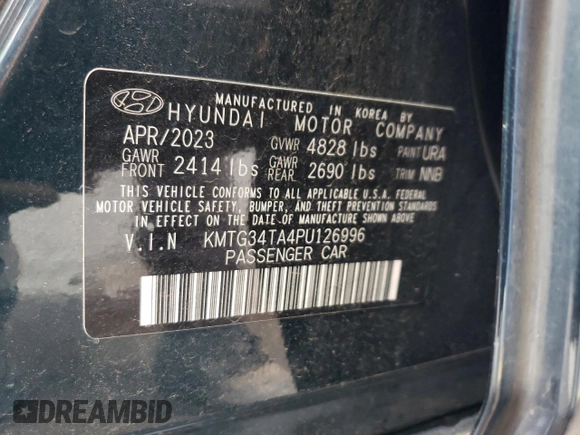 MANUFACTURED IN KOREA BY
HYUNDAI MOTOR COMPANY
APR/2023 GVWR 4828 lbs PAINT URA
GAWR FRONT 2414 lbs GAWR REAR 2690 lbs TRIM NNB
THIS VEHICLE CONFORMS TO ALL APPLICABLE U.S.A. FEDERAL
MOTOR VEHICLE SAFETY, BUMPER, AND THEFT PREVENTION STANDARDS
IN EFFECT ON THE DATE OF MANUFACTURE SHOWN ABOVE.
V.I.N KMTG34TA4PU126996
PASSENGER CAR
DREAMBID